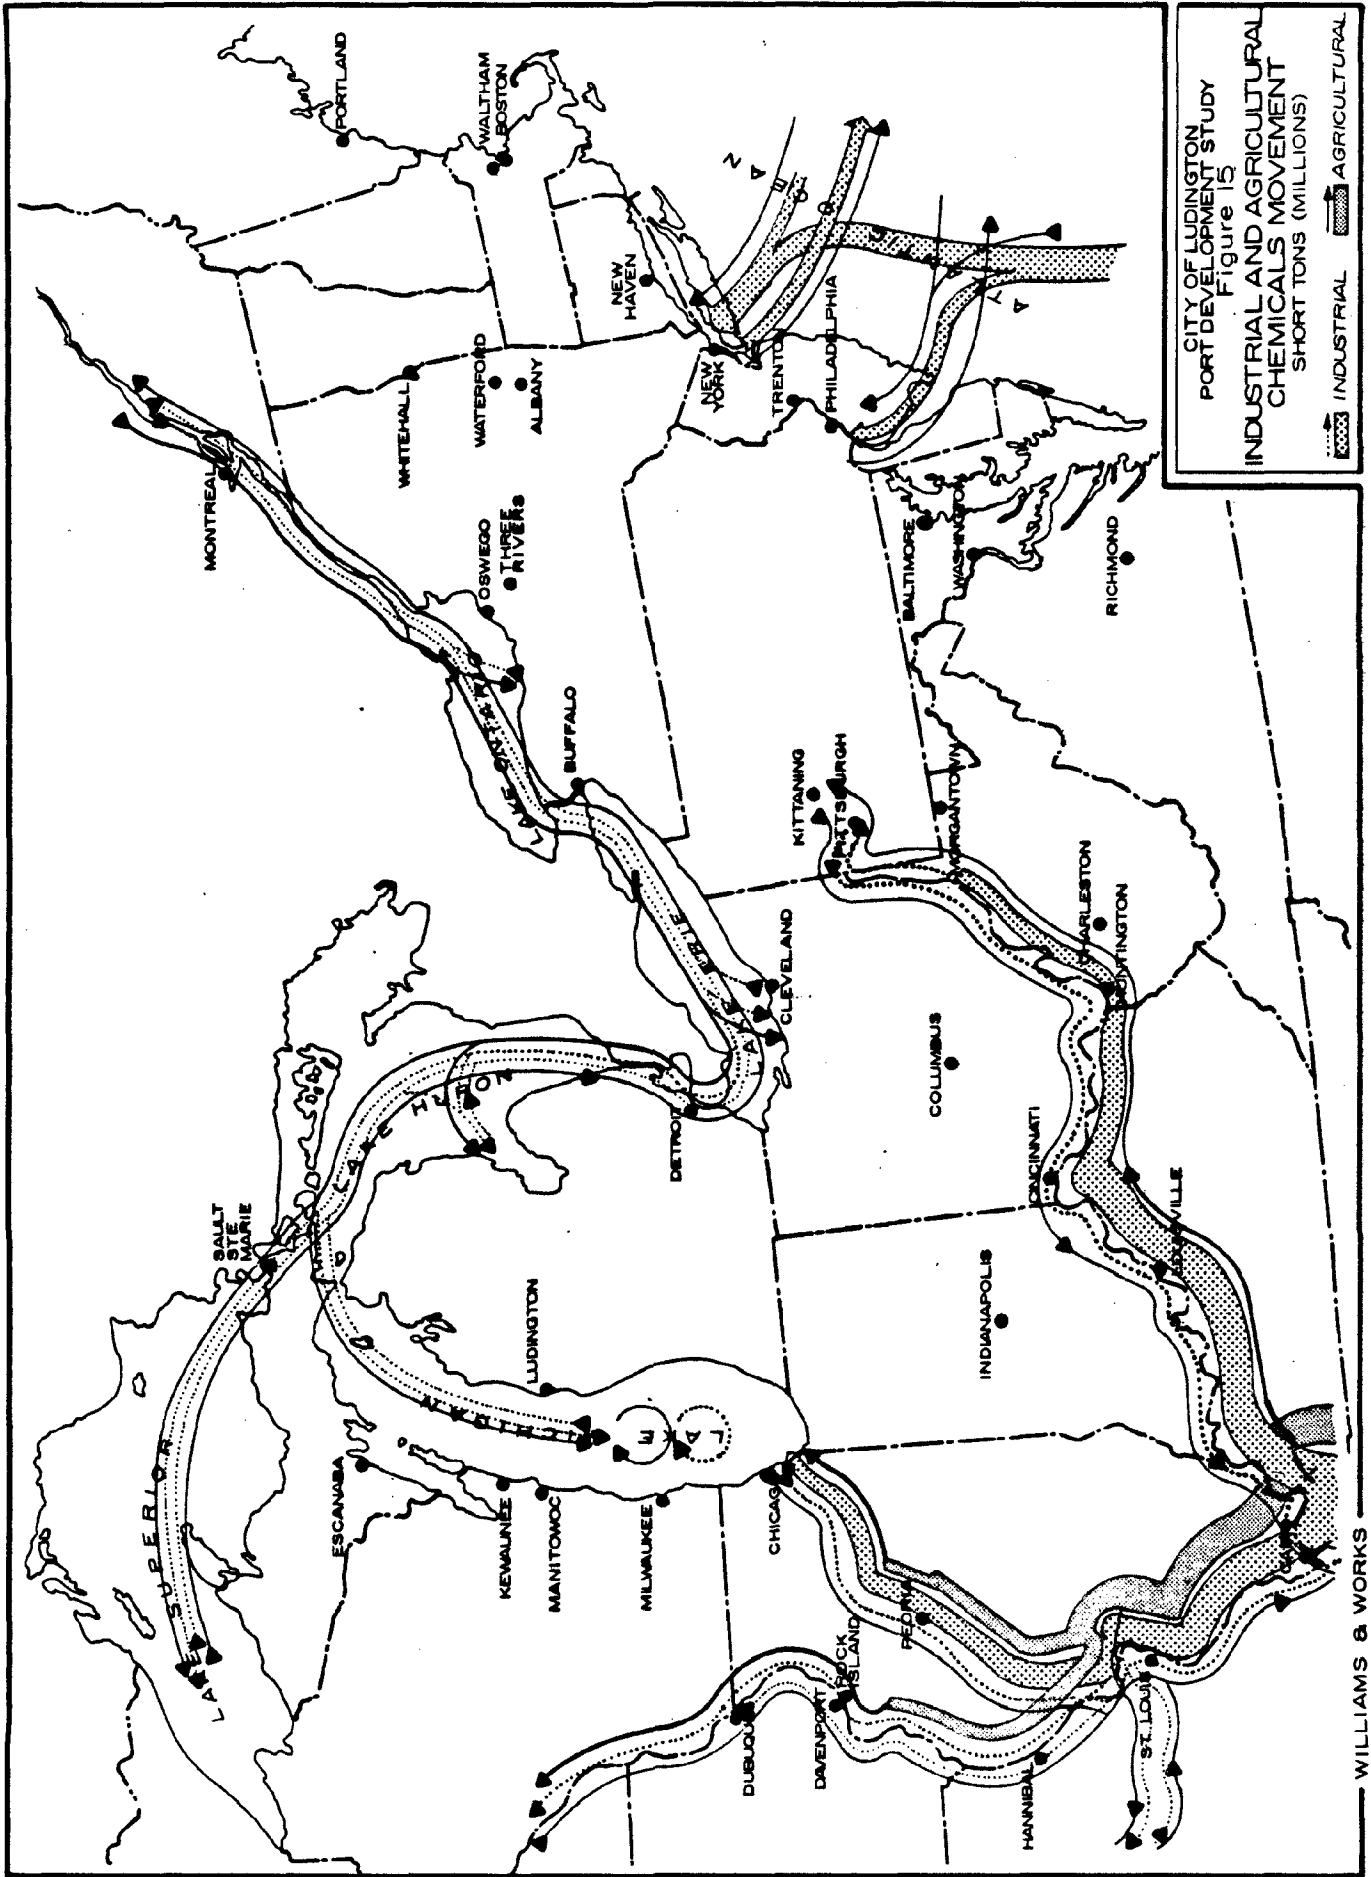 CITY OF LUDINGTON
PORT DEVELOPMENT STUDY
Figure 15
INDUSTRIAL AND AGRICULTURAL
CHEMICALS MOVEMENT
SHORT TONS (MILLIONS)
INDUSTRIAL
AGRICULTURAL
LAKE SUPERIOR
SAULT
STE
MARIE
ESCANABA
KEWAUNEE
MANITOWOC
MILWAUKEE
LUDINGTON
LAKE MICHIGAN
LAKE HURON
DETROIT
LAKE ERIE
CLEVELAND
BUFFALO
LAKE ONTARIO
OSWEGO
THREE
RIVERS
MONTREAL
WHITEHALL
WATERFORD
ALBANY
PORTLAND
WALTHAM
BOSTON
NEW
HAVEN
NEW
YORK
TRENTON
PHILADELPHIA
BALTIMORE
WASHINGTON
RICHMOND
KITTANING
PITTSBURGH
MORGANTOWN
CHARLESTON
HUNTINGTON
COLUMBUS
CINCINNATI
LOUISVILLE
INDIANAPOLIS
CHICAGO
PEORIA
ROCK
ISLAND
DAVENPORT
DUBUQUE
HANNIBAL
ST. LOUIS
CAIRO
WILLIAMS & WORKS